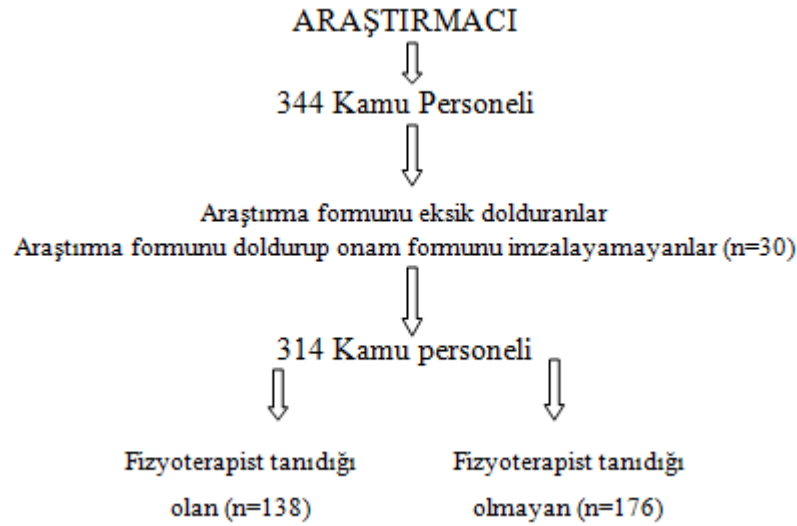 ARAŞTIRMACI
344 Kamu Personeli
Araştırma formunu eksik dolduranlar
Araştırma formunu doldurup onam formunu imzalayamayanlar (n=30)
314 Kamu personeli
Fizyoterapist tanıdığı
olan (n=138)
Fizyoterapist tanıdığı
olmayan (n=176)